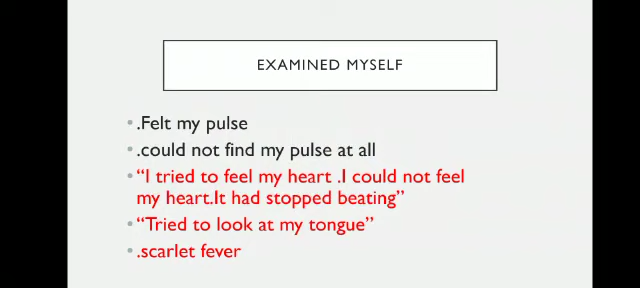 EXAMINED MYSELF
• .Felt my pulse
• .could not find my pulse at all
• “I tried to feel my heart .I could not feel
my heart.It had stopped beating”
• “Tried to look at my tongue”
• .scarlet fever